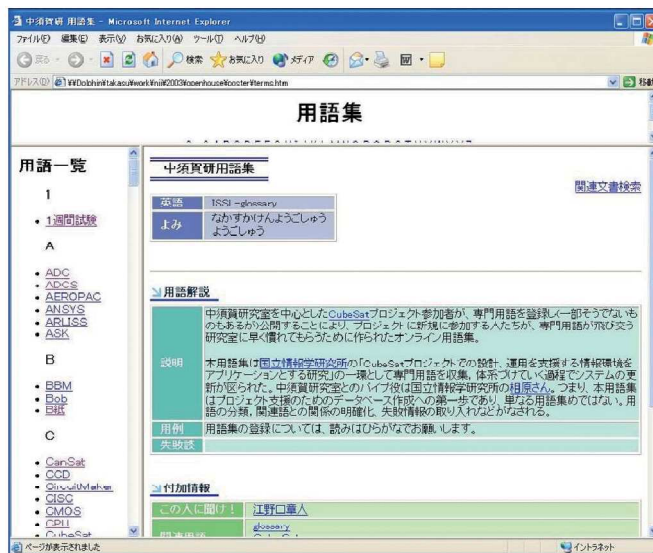 中須賀研 用語集 - Microsoft Internet Explorer
ファイル(F) 編集(E) 表示(V) お気に入り(A) ツール(T) ヘルプ(H)
戻る 検索 お気に入り メディア
アドレス(D) ¥¥Dolphin¥takasu¥work¥nii¥2003¥openhouse¥poster¥terms.htm 移動
用語集
用語一覧
1
1週間試験
A
ADC
ADCS
AEROPAC
ANSYS
ARLISS
ASK
B
BBM
Bob
B紙
C
CanSat
CCD
CircuitMaker
CISC
CMOS
CPU
CubeSat
中須賀研用語集
関連文書検索
英語 ISSL-glossary
よみ なかすかけんようごしゅう
ようごしゅう
用語解説
説明
中須賀研究室を中心としたCubeSatプロジェクト参加者が、専門用語を登録し(一部そうでないも
のもあるが)公開することにより、プロジェクトに新規に参加する人たちが、専門用語が飛び交う
研究室に早く慣れてもらうために作られたオンライン用語集。
本用語集は国立情報学研究所の「CubeSatプロジェクトでの設計、運用を支援する情報環境を
アプリケーションとする研究」の一環として専門用語を収集、体系づけていく過程でシステムの更
新が図られた。中須賀研究室とのパイプ役は国立情報学研究所の相原さん。つまり、本用語集
はプロジェクト支援のためのデータベース作成への第一歩であり、単なる用語集めではない。用
語の分類、関連語との関係の明確化、失敗情報の取り入れなどがなされる。
用例 用語集の登録については、読みはひらがなでお願いします。
失敗談
付加情報
この人に聞け! 江野口章人
関連用語 glossary
CubeSat
ページが表示されました イントラネット